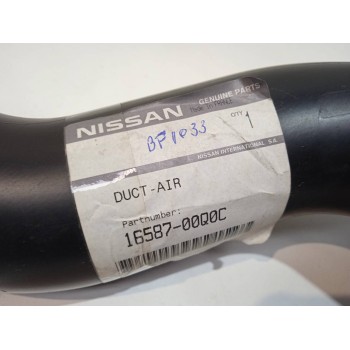 NISSAN
GENUINE PARTS
BF1033
QTY
1
NISSAN INTERNATIONAL S.A.
DUCT-AIR
Partnumber:
16587-00Q0C